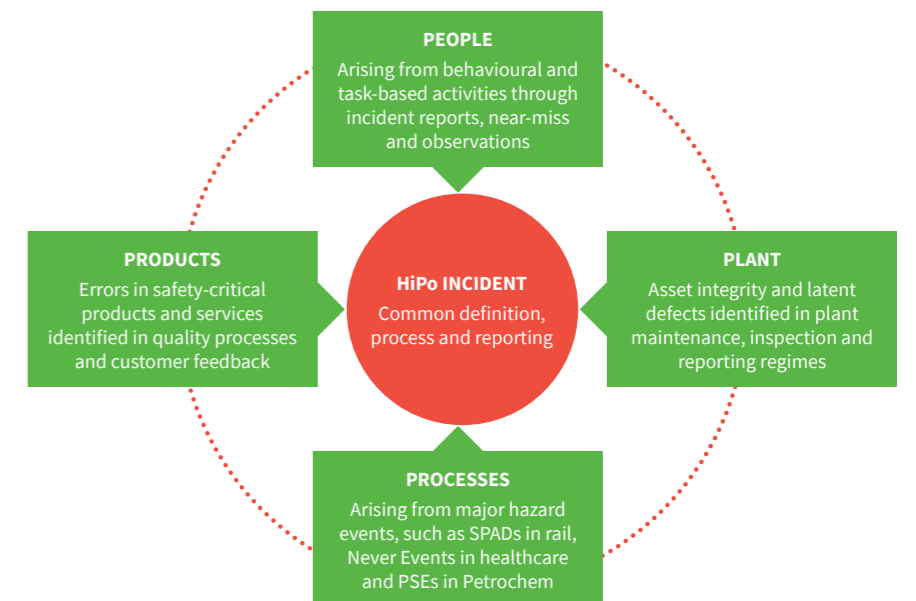 PEOPLE
Arising from behavioural and
task-based activities through
incident reports, near-miss
and observations
PRODUCTS
Errors in safety-critical
products and services
identified in quality processes
and customer feedback
HiPo INCIDENT
Common definition,
process and reporting
PLANT
Asset integrity and latent
defects identified in plant
maintenance, inspection and
reporting regimes
PROCESSES
Arising from major hazard
events, such as SPADs in rail,
Never Events in healthcare
and PSEs in Petrochem